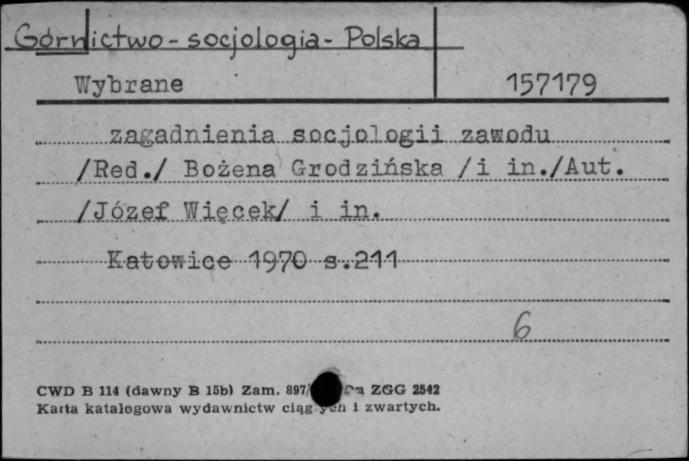 Górnictwo - socjologia - Polska
Wybrane 157179
zagadnienia socjologii zawodu
/Red./ Bożena Grodzińska /i in./Aut.
/Józef Więcek/ i in.
Katowice 1970 s.211
6
CWD B 114 (dawny B 15b) Zam. 897/ ZGG 2542
Karta katalogowa wydawnictw ciągłych i zwartych.